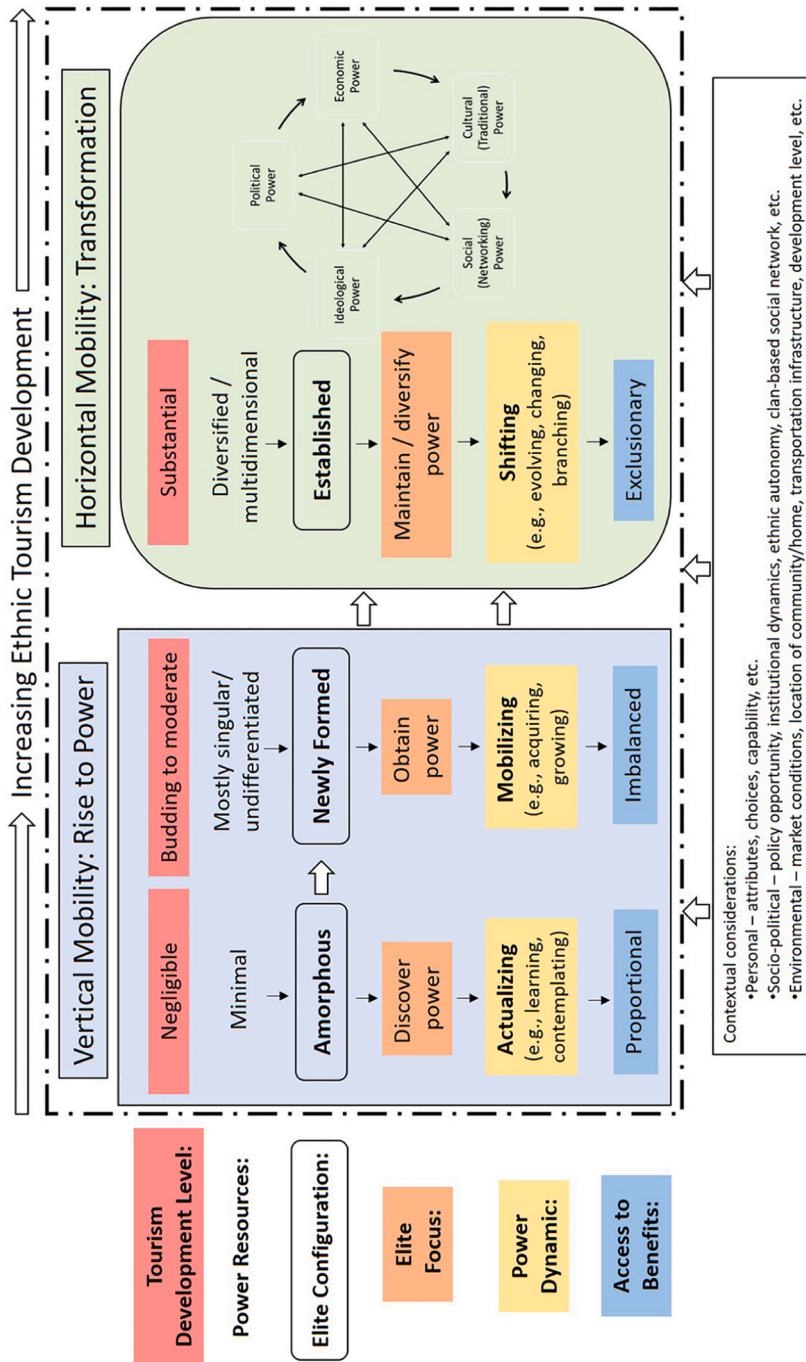 Increasing Ethnic Tourism Development
Vertical Mobility: Rise to Power
Horizontal Mobility: Transformation
Tourism
Development Level:
Negligible
Budding to moderate
Substantial
Power Resources:
Minimal
Mostly singular/
undifferentiated
Diversified /
multidimensional
Elite Configuration:
Amorphous
Newly Formed
Established
Elite
Focus:
Discover
power
Obtain
power
Maintain / diversify
power
Power
Dynamic:
Actualizing
(e.g., learning,
contemplating)
Mobilizing
(e.g., acquiring,
growing)
Shifting
(e.g., evolving, changing,
branching)
Access to
Benefits:
Proportional
Imbalanced
Exclusionary
Political
Power
Economic
Power
Cultural
(Traditional)
Power
Social
(Networking)
Power
Ideological
Power
Contextual considerations:
•Personal – attributes, choices, capability, etc.
•Socio-political – policy opportunity, institutional dynamics, ethnic autonomy, clan-based social network, etc.
•Environmental – market conditions, location of community/home, transportation infrastructure, development level, etc.